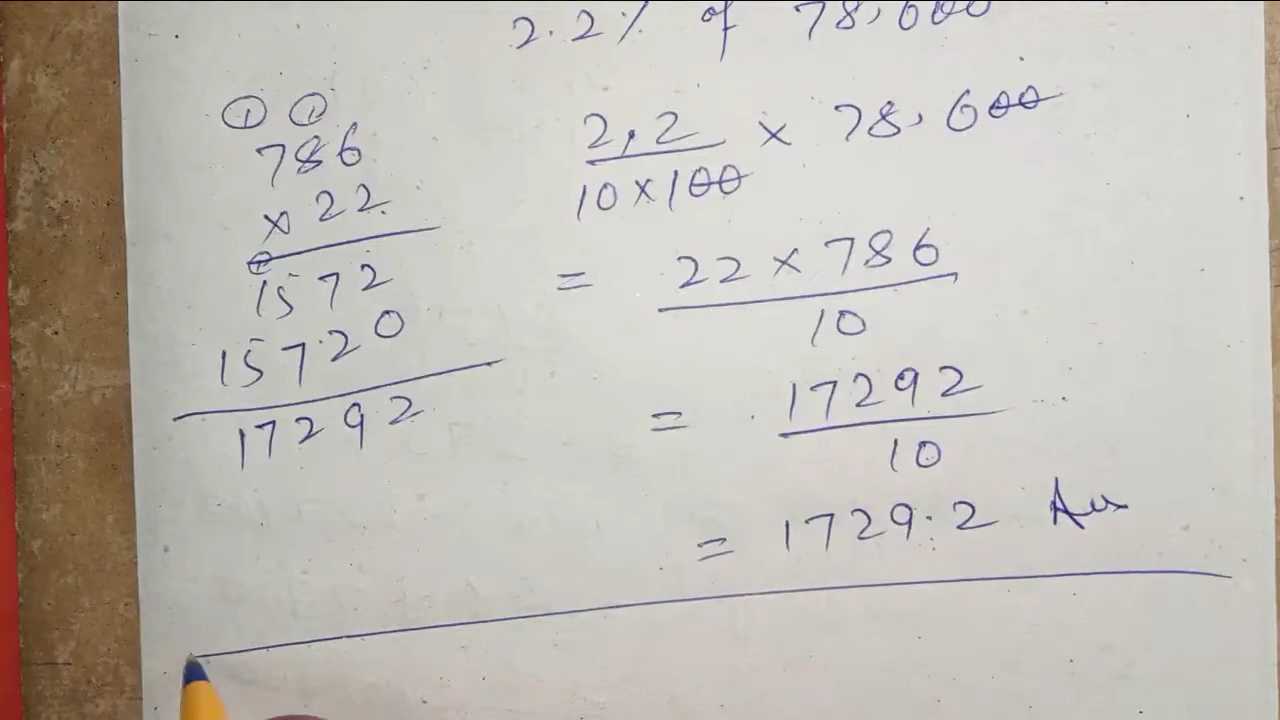 2.2% of 78,600
① ①
786
× 22
1572
15720
17292
2.2 × 78,600
10×100
= 22 × 786
10
= 17292
10
= 1729.2 Ans